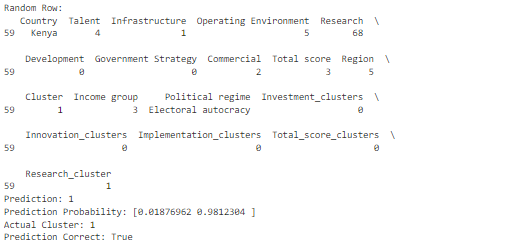 Random Row:
Country Talent Infrastructure Operating Environment Research \
59 Kenya 4 1 5 68
Development Government Strategy Commercial Total score Region \
59 0 0 2 3 5
Cluster Income group Political regime Investment_clusters \
59 1 3 Electoral autocracy 0
Innovation_clusters Implementation_clusters Total_score_clusters \
59 0 0 0
Research_cluster
59 1
Prediction: 1
Prediction Probability: [0.01876962 0.9812304 ]
Actual Cluster: 1
Prediction Correct: True